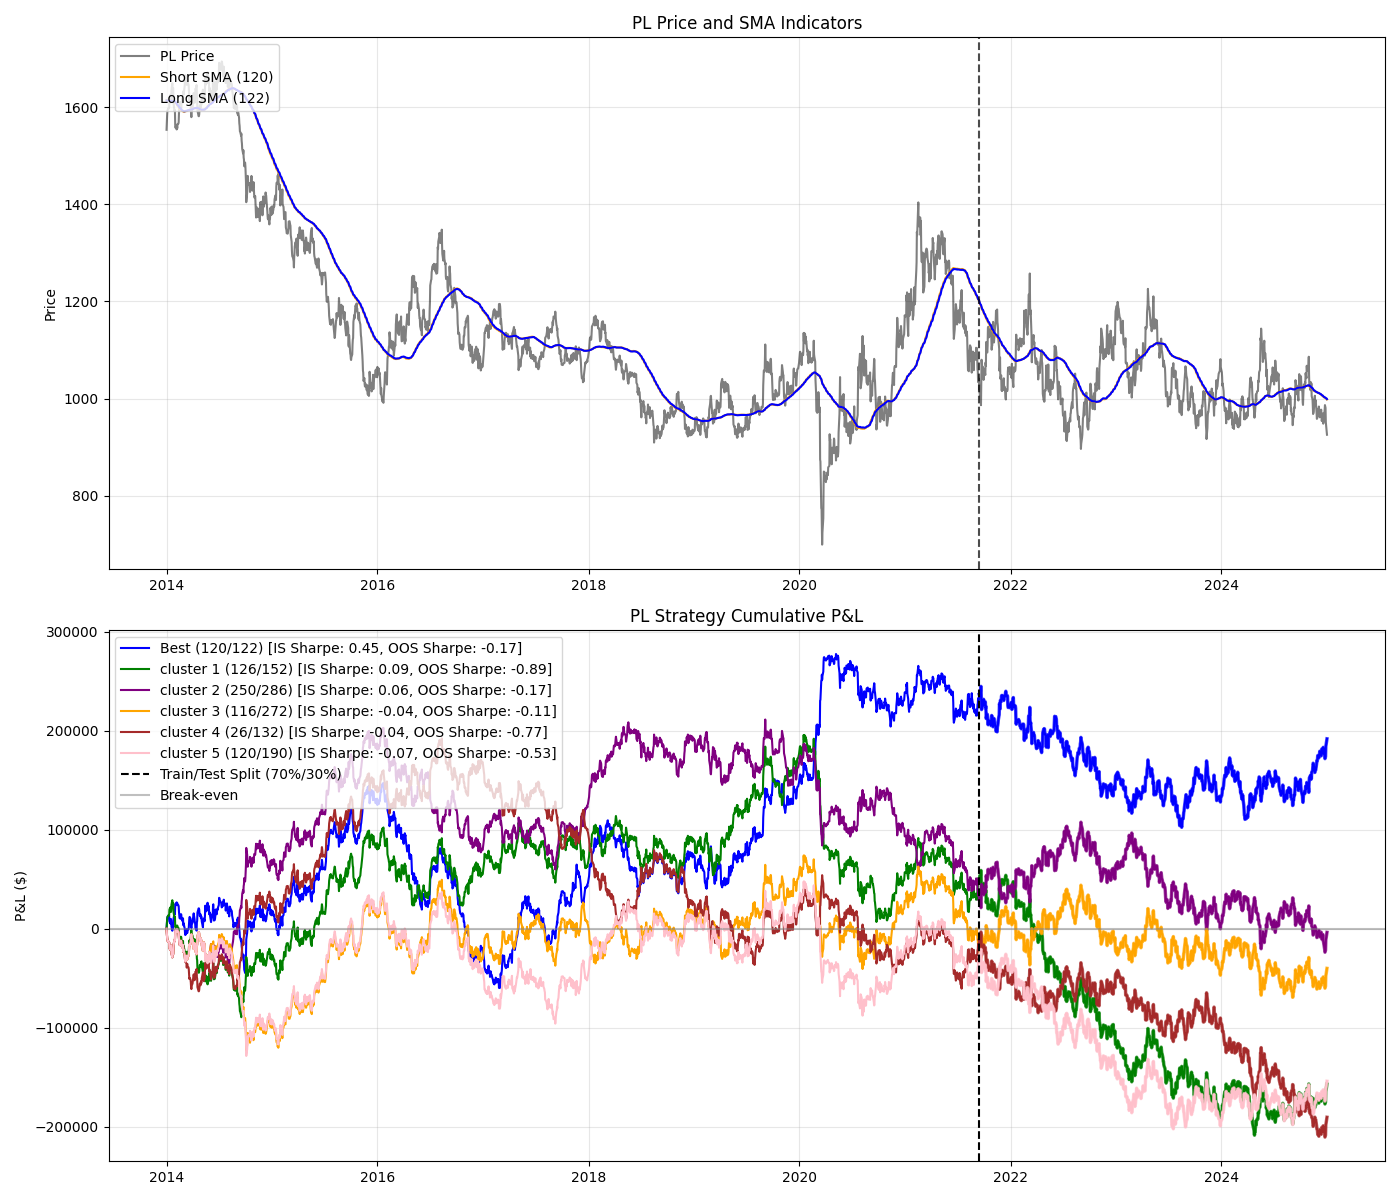 PL Price and SMA Indicators
PL Price
Short SMA (120)
Long SMA (122)
1600
1400
1200
1000
800
Price
2014 2016 2018 2020 2022 2024
PL Strategy Cumulative P&L
300000
Best (120/122) [IS Sharpe: 0.45, OOS Sharpe: -0.17]
cluster 1 (126/152) [IS Sharpe: 0.09, OOS Sharpe: -0.89]
cluster 2 (250/286) [IS Sharpe: 0.06, OOS Sharpe: -0.17]
cluster 3 (116/272) [IS Sharpe: -0.04, OOS Sharpe: -0.11]
cluster 4 (26/132) [IS Sharpe: -0.04, OOS Sharpe: -0.77]
cluster 5 (120/190) [IS Sharpe: -0.07, OOS Sharpe: -0.53]
Train/Test Split (70%/30%)
Break-even
200000
100000
0
−100000
−200000
P&L ($)
2014 2016 2018 2020 2022 2024